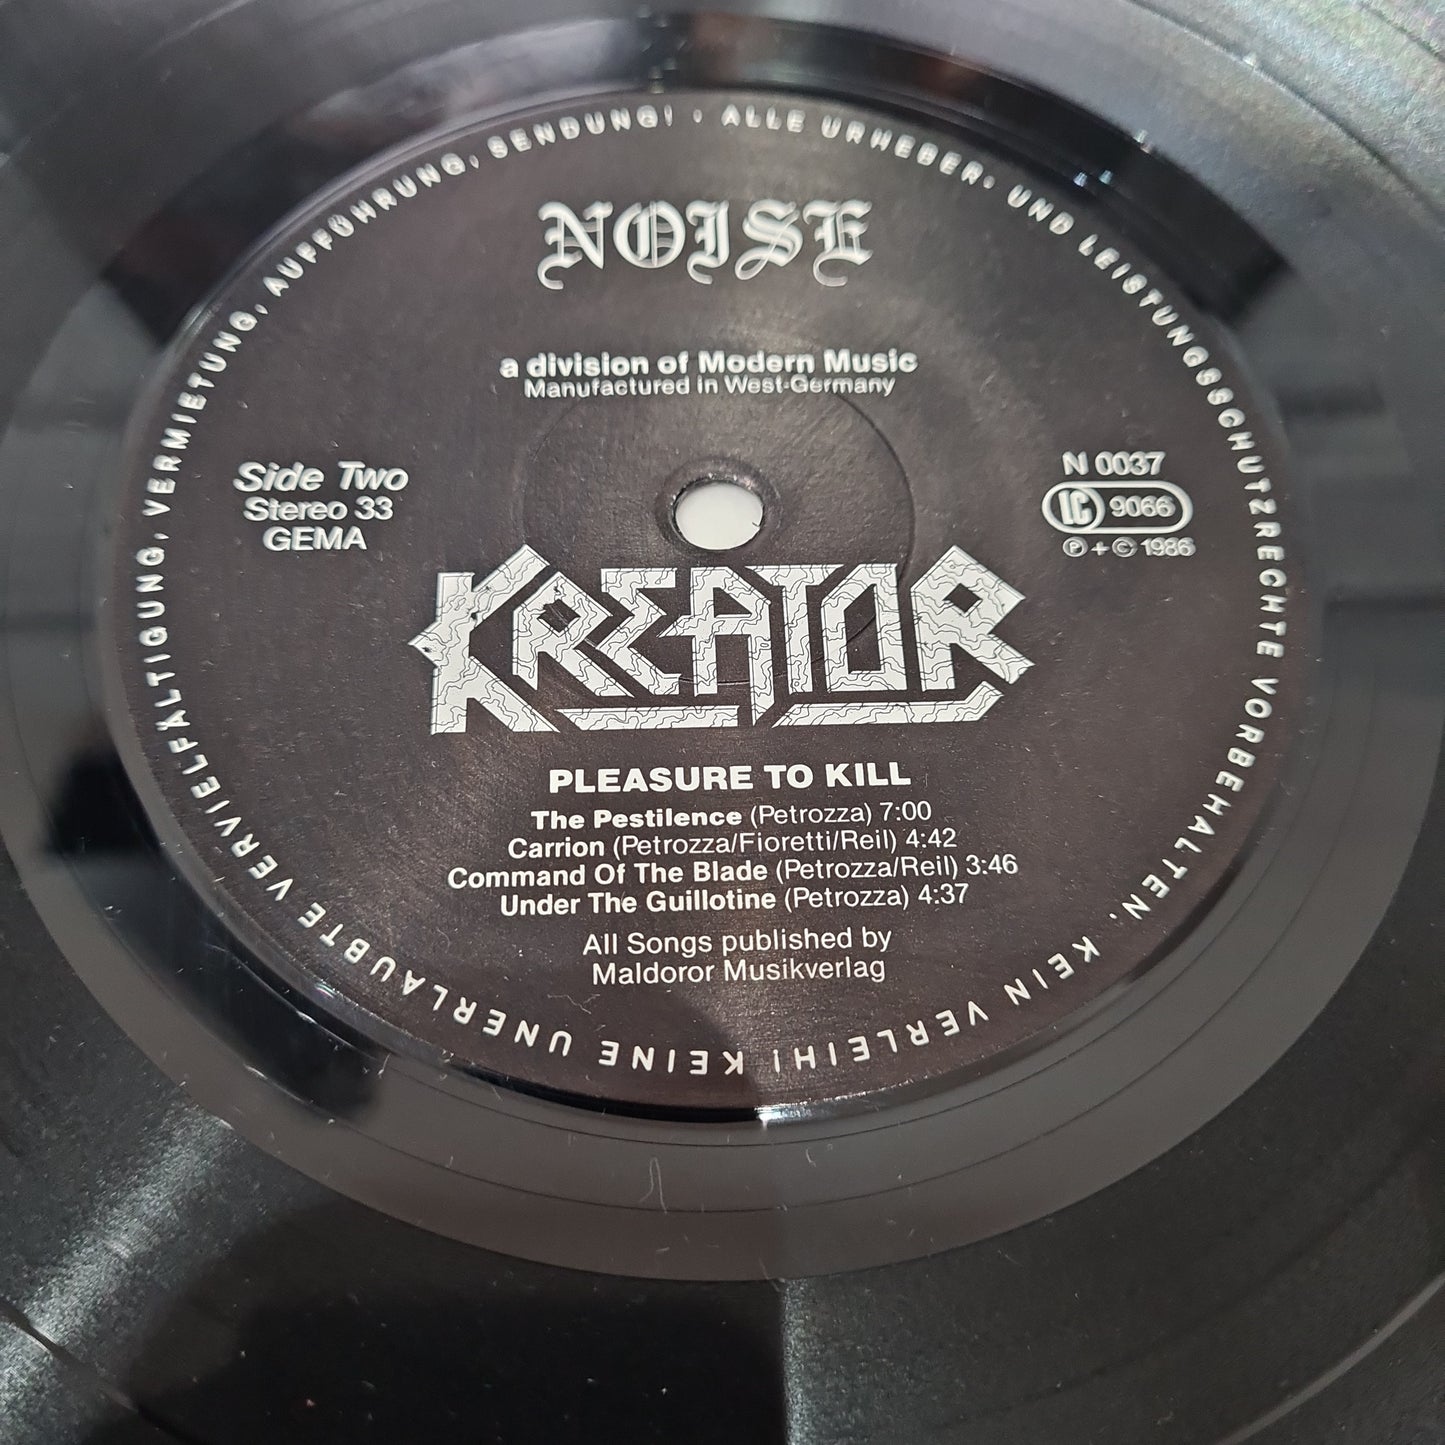 NOISE
a division of Modern Music
Manufactured in West-Germany
Side Two
Stereo 33
GEMA
N 0037
LC 9066
℗ + © 1986
KREATOR
PLEASURE TO KILL
The Pestilence (Petrozza) 7:00
Carrion (Petrozza/Fioretti/Reil) 4:42
Command Of The Blade (Petrozza/Reil) 3:46
Under The Guillotine (Petrozza) 4:37
All Songs published by
Maldoror Musikverlag
· ALLE URHEBER- UND LEISTUNGSSCHUTZRECHTE VORBEHALTEN. KEIN VERLEIH! KEINE UNERLAUBTE VERVIELFÄLTIGUNG, VERMIETUNG, AUFFÜHRUNG, SENDUNG!